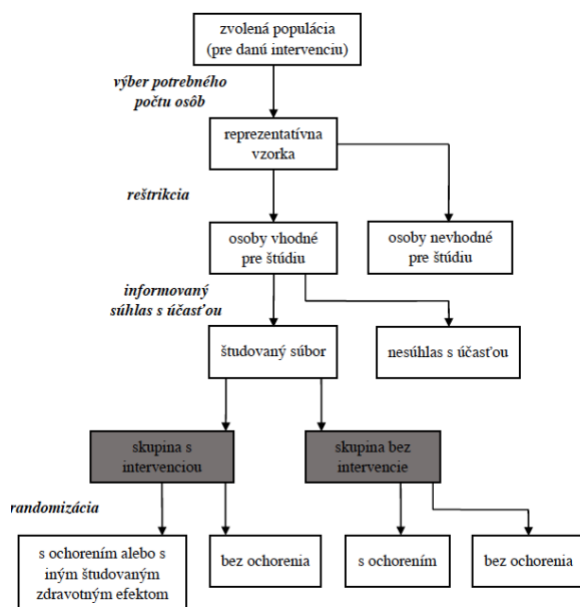 zvolená populácia
(pre danú intervenciu)
výber potrebného
počtu osôb
reprezentatívna
vzorka
reštrikcia
osoby vhodné
pre štúdiu
osoby nevhodné
pre štúdiu
informovaný
súhlas s účasťou
študovaný súbor
nesúhlas s účasťou
skupina s
intervenciou
skupina bez
intervencie
randomizácia
s ochorením alebo s
iným študovaným
zdravotným efektom
bez ochorenia
s ochorením
bez ochorenia